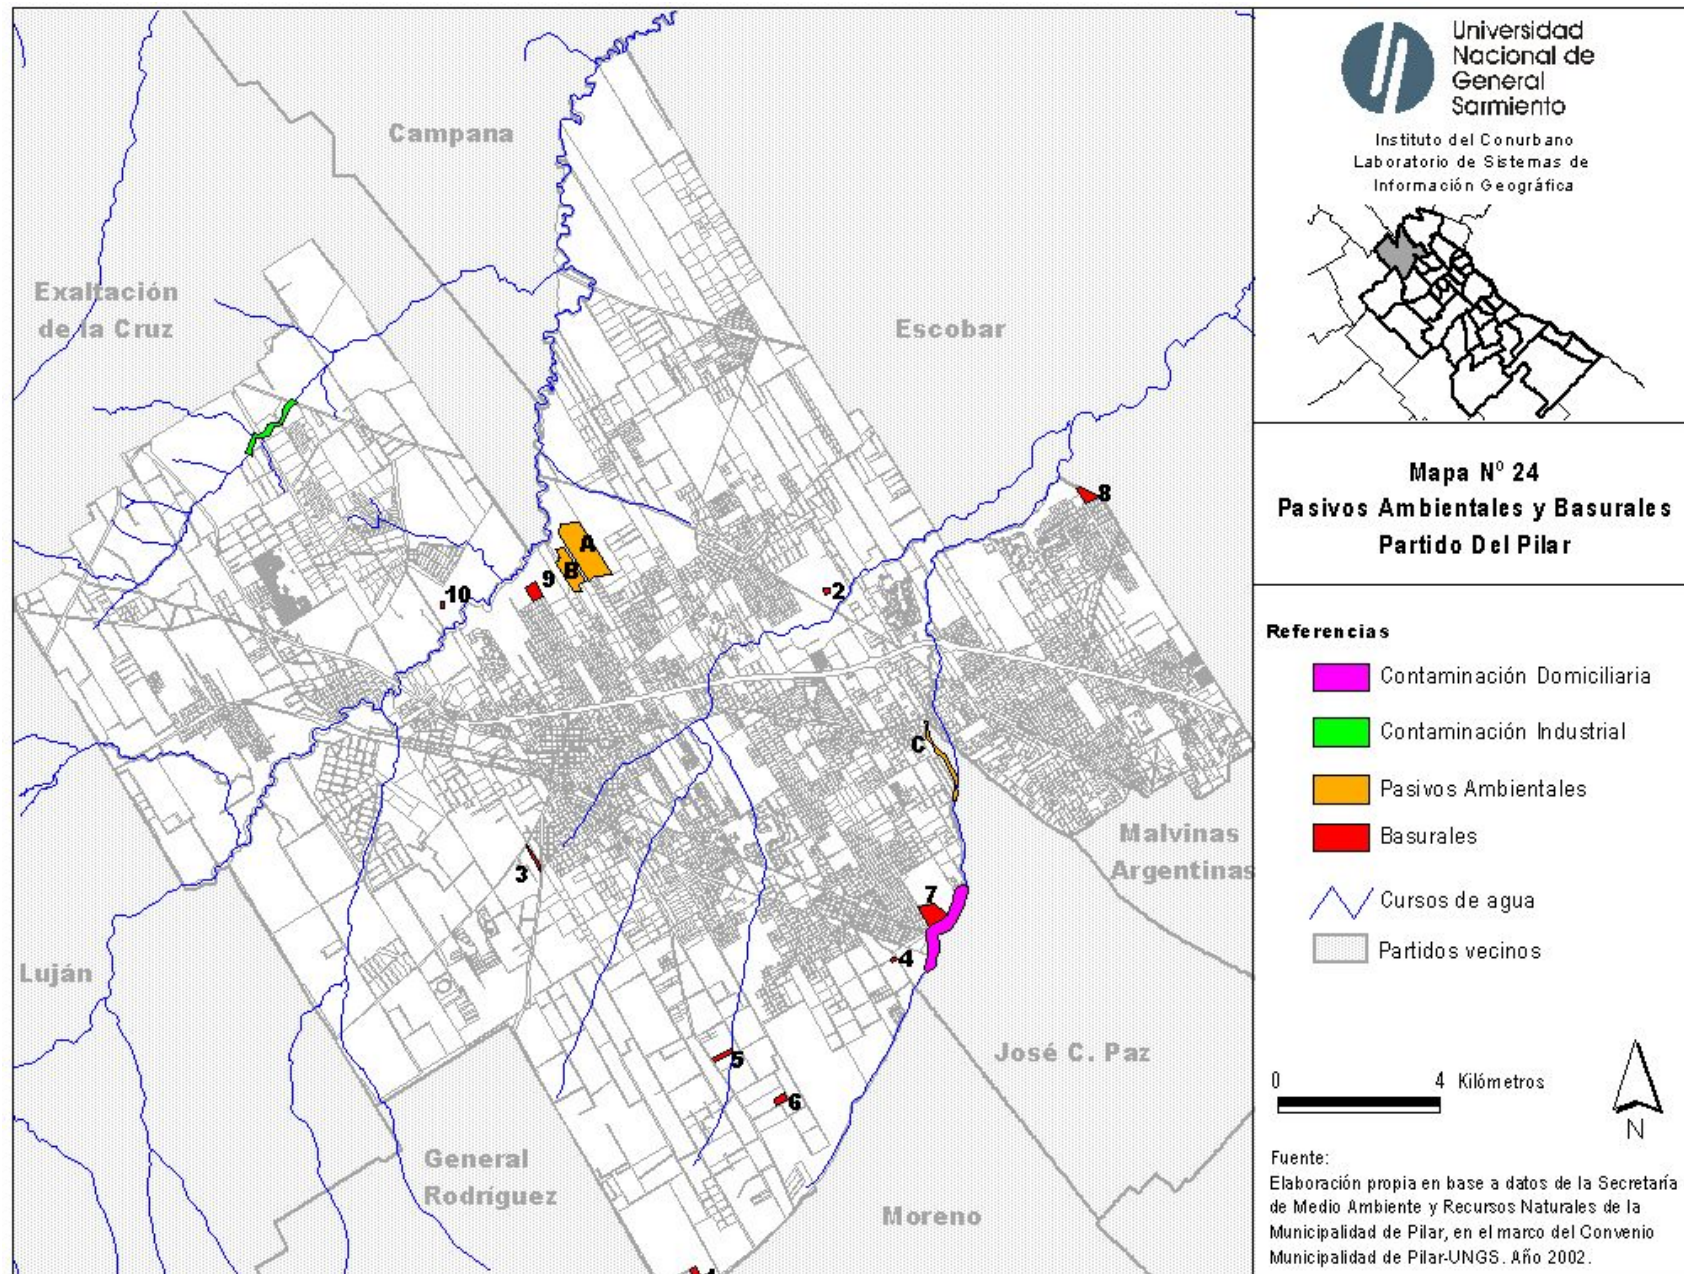 Campana
Exaltación
de la Cruz
Escobar
A
B
9
10
2
8
C
3
Malvinas
Argentinas
7
4
Luján
5
6
José C. Paz
General
Rodríguez
Moreno
1
Universidad
Nacional de
General
Sarmiento
Instituto del Conurbano
Laboratorio de Sistemas de
Información Geográfica
Mapa Nº 24
Pasivos Ambientales y Basurales
Partido Del Pilar
Referencias
Contaminación Domiciliaria
Contaminación Industrial
Pasivos Ambientales
Basurales
Cursos de agua
Partidos vecinos
0 4 Kilómetros
N
Fuente:
Elaboración propia en base a datos de la Secretaría
de Medio Ambiente y Recursos Naturales de la
Municipalidad de Pilar, en el marco del Convenio
Municipalidad de Pilar-UNGS. Año 2002.